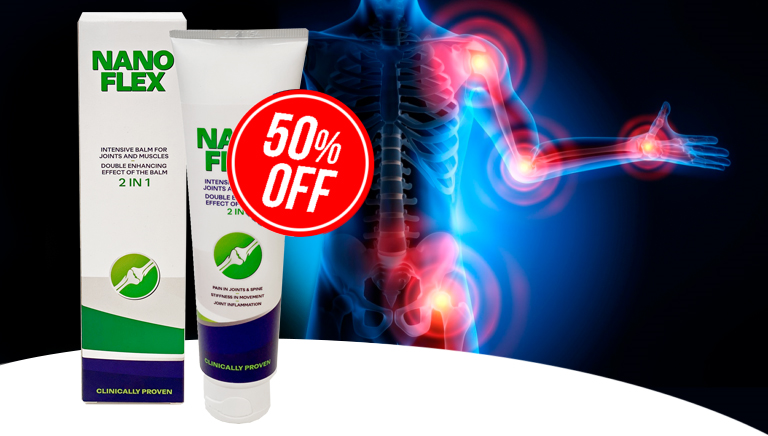 NANO
FLEX
INTENSIVE BALM FOR
JOINTS AND MUSCLES
DOUBLE ENHANCING
EFFECT OF THE BALM
2 IN 1
CLINICALLY PROVEN
NA
FL
INTENS
JOINTS A
DOUBLE E
EFFECT OF
2 IN
PAIN IN JOINTS & SPINE
STIFFNESS IN MOVEMENT
JOINT INFLAMMATION
CLINICALLY PROVEN
50%
OFF